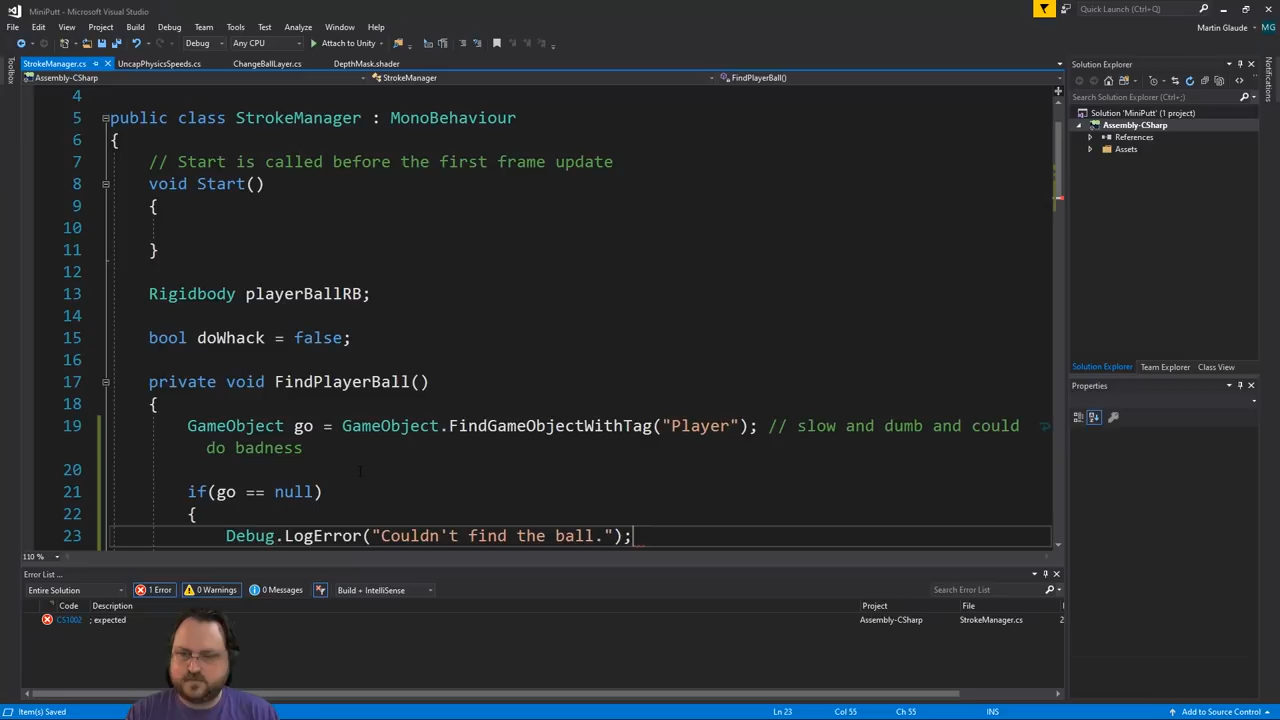 MiniPutt - Microsoft Visual Studio
Quick Launch (Ctrl+Q)
File Edit View Project Build Debug Team Tools Test Analyze Window Help
Martin Glaude MG
Debug Any CPU Attach to Unity
Toolbox
StrokeManager.cs UncapPhysicsSpeeds.cs ChangeBallLayer.cs DepthMask.shader
Assembly-CSharp StrokeManager FindPlayerBall()
4
5 public class StrokeManager : MonoBehaviour
6 {
7 // Start is called before the first frame update
8 void Start()
9 {
10
11 }
12
13 Rigidbody playerBallRB;
14
15 bool doWhack = false;
16
17 private void FindPlayerBall()
18 {
19 GameObject go = GameObject.FindGameObjectWithTag("Player"); // slow and dumb and could
do badness
20
21 if(go == null)
22 {
23 Debug.LogError("Couldn't find the ball.");
110 %
Solution Explorer
Search Solution Explorer (Ctrl+;)
Solution 'MiniPutt' (1 project)
Assembly-CSharp
References
Assets
Solution Explorer Team Explorer Class View
Properties
Notifications
Error List ...
Entire Solution 1 Error 0 Warnings 0 Messages Build + IntelliSense Search Error List
Code Description Project File
CS1002 ; expected Assembly-CSharp StrokeManager.cs 2
Item(s) Saved Ln 23 Col 55 Ch 55 INS Add to Source Control